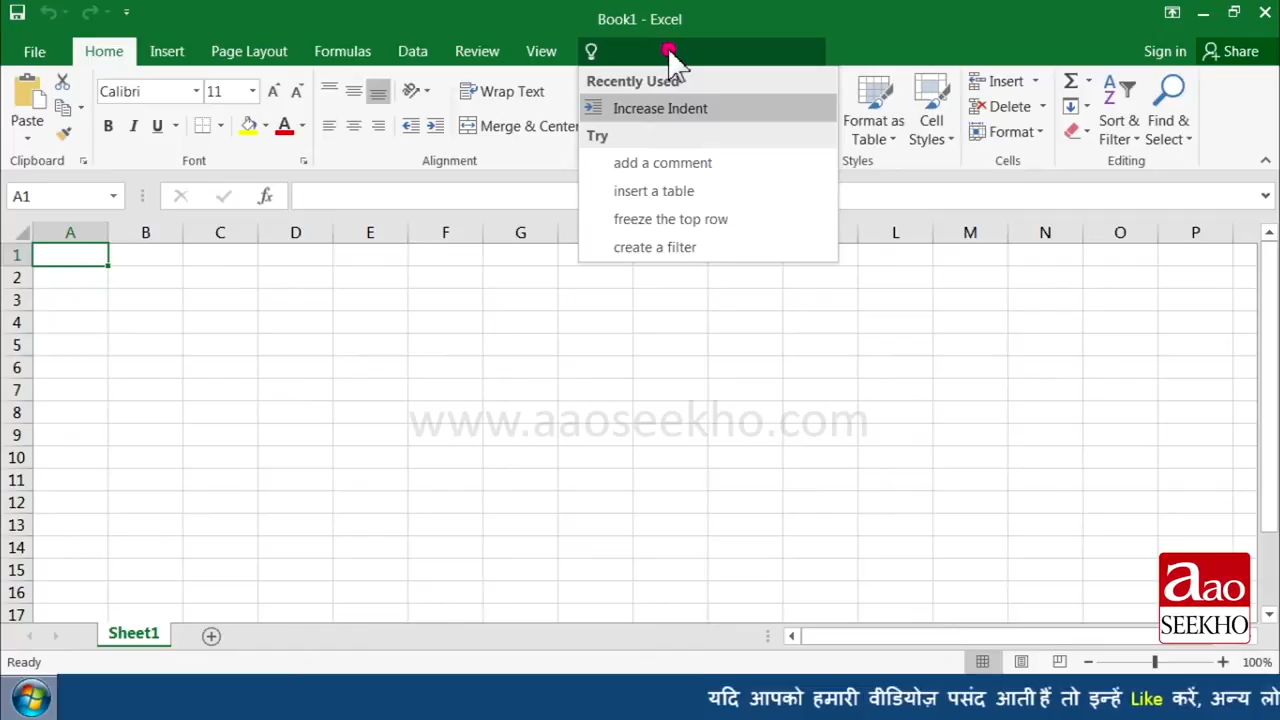 Book1 - Excel
File Home Insert Page Layout Formulas Data Review View Sign in Share
Recently Used
Increase Indent
Try
add a comment
insert a table
freeze the top row
create a filter
Paste
Clipboard
Calibri 11
B I U A
Font
Wrap Text
Merge & Center
Alignment
Format as Table
Cell Styles
Styles
Insert
Delete
Format
Cells
Sort & Filter
Find & Select
Editing
A1 fx
A B C D E F G L M N O P
1
2
3
4
5
6
7
8
9
10
11
12
13
14
15
16
17
www.aaoseekho.com
aao
SEEKHO
Sheet1
Ready 100%
यदि आपको हमारी वीडियोज़ पसंद आती हैं तो इन्हें Like करें, अन्य लो